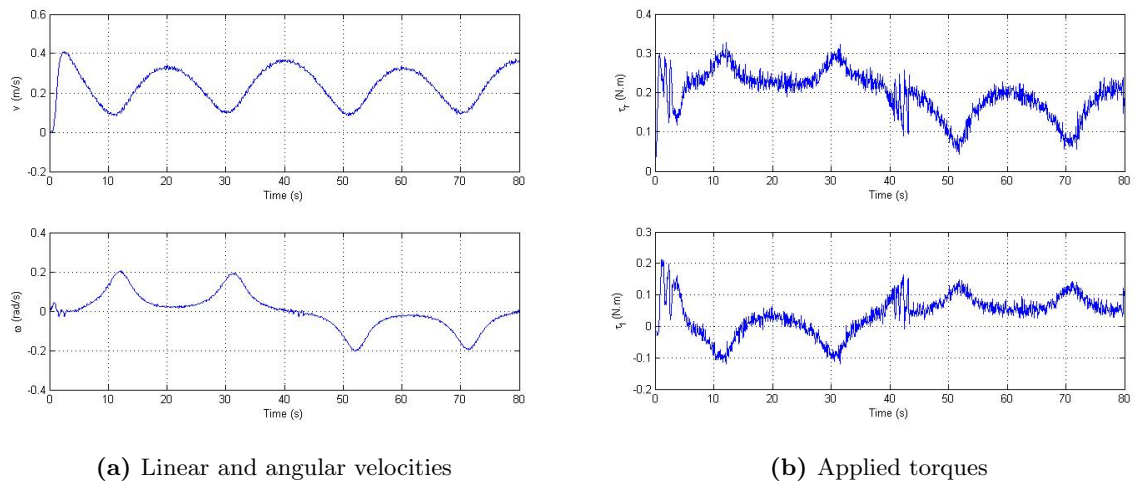 0.6
0.4
0.2
0
-0.2
v (m/s)
0 10 20 30 40 50 60 70 80
Time (s)
0.4
0.2
0
-0.2
-0.4
ω (rad/s)
0 10 20 30 40 50 60 70 80
Time (s)
(a) Linear and angular velocities
0.4
0.3
0.2
0.1
0
τr (N.m)
0 10 20 30 40 50 60 70 80
Time (s)
0.3
0.2
0.1
0
-0.1
-0.2
τl (N.m)
0 10 20 30 40 50 60 70 80
Time (s)
(b) Applied torques